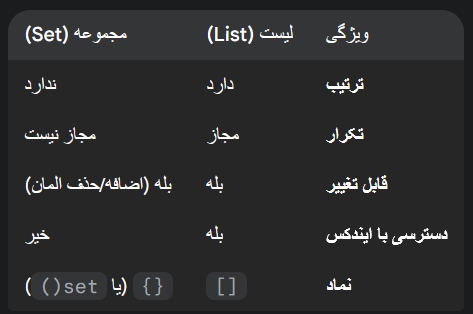 ویژگی لیست (List) مجموعه (Set)
ترتیب دارد ندارد
تکرار مجاز مجاز نیست
قابل تغییر بله بله (اضافه/حذف المان)
دسترسی با ایندکس بله خیر
نماد [] {} (یا set())